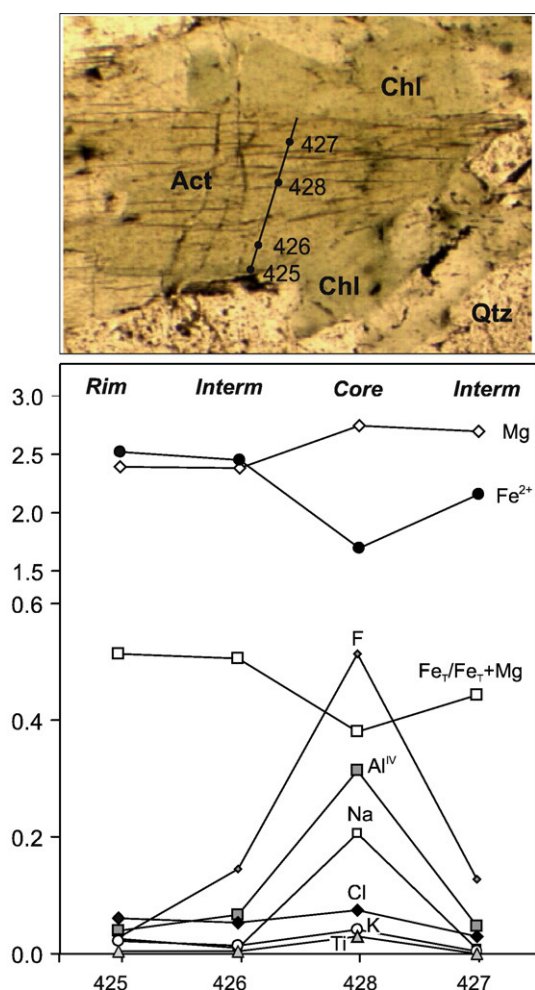 Chl
427
Act
428
426
425
Chl
Qtz
3.0
Rim Interm Core Interm
Mg
2.5
Fe2+
2.0
1.5
0.6
F
FeT/FeT+Mg
0.4
AlIV
Na
0.2
Cl
K
Ti
0.0
425 426 428 427